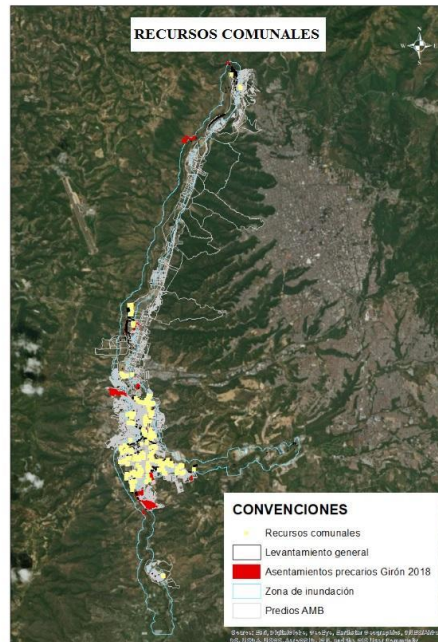 RECURSOS COMUNALES
N
CONVENCIONES
Recursos comunales
Levantamiento general
Asentamientos precarios Girón 2018
Zona de inundación
Predios AMB